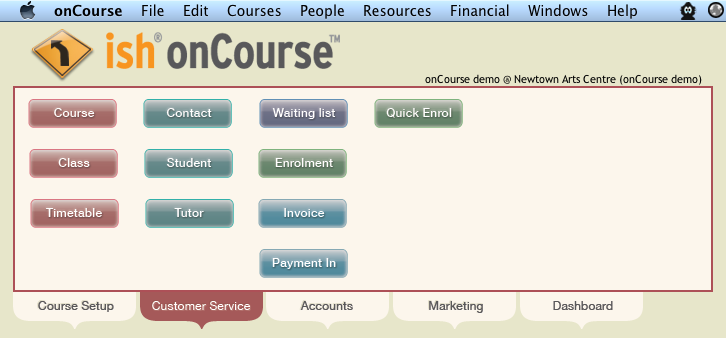 onCourse File Edit Courses People Resources Financial Windows Help
ish® onCourse™
onCourse demo @ Newtown Arts Centre (onCourse demo)
Course Contact Waiting list Quick Enrol
Class Student Enrolment
Timetable Tutor Invoice
Payment In
Course Setup Customer Service Accounts Marketing Dashboard